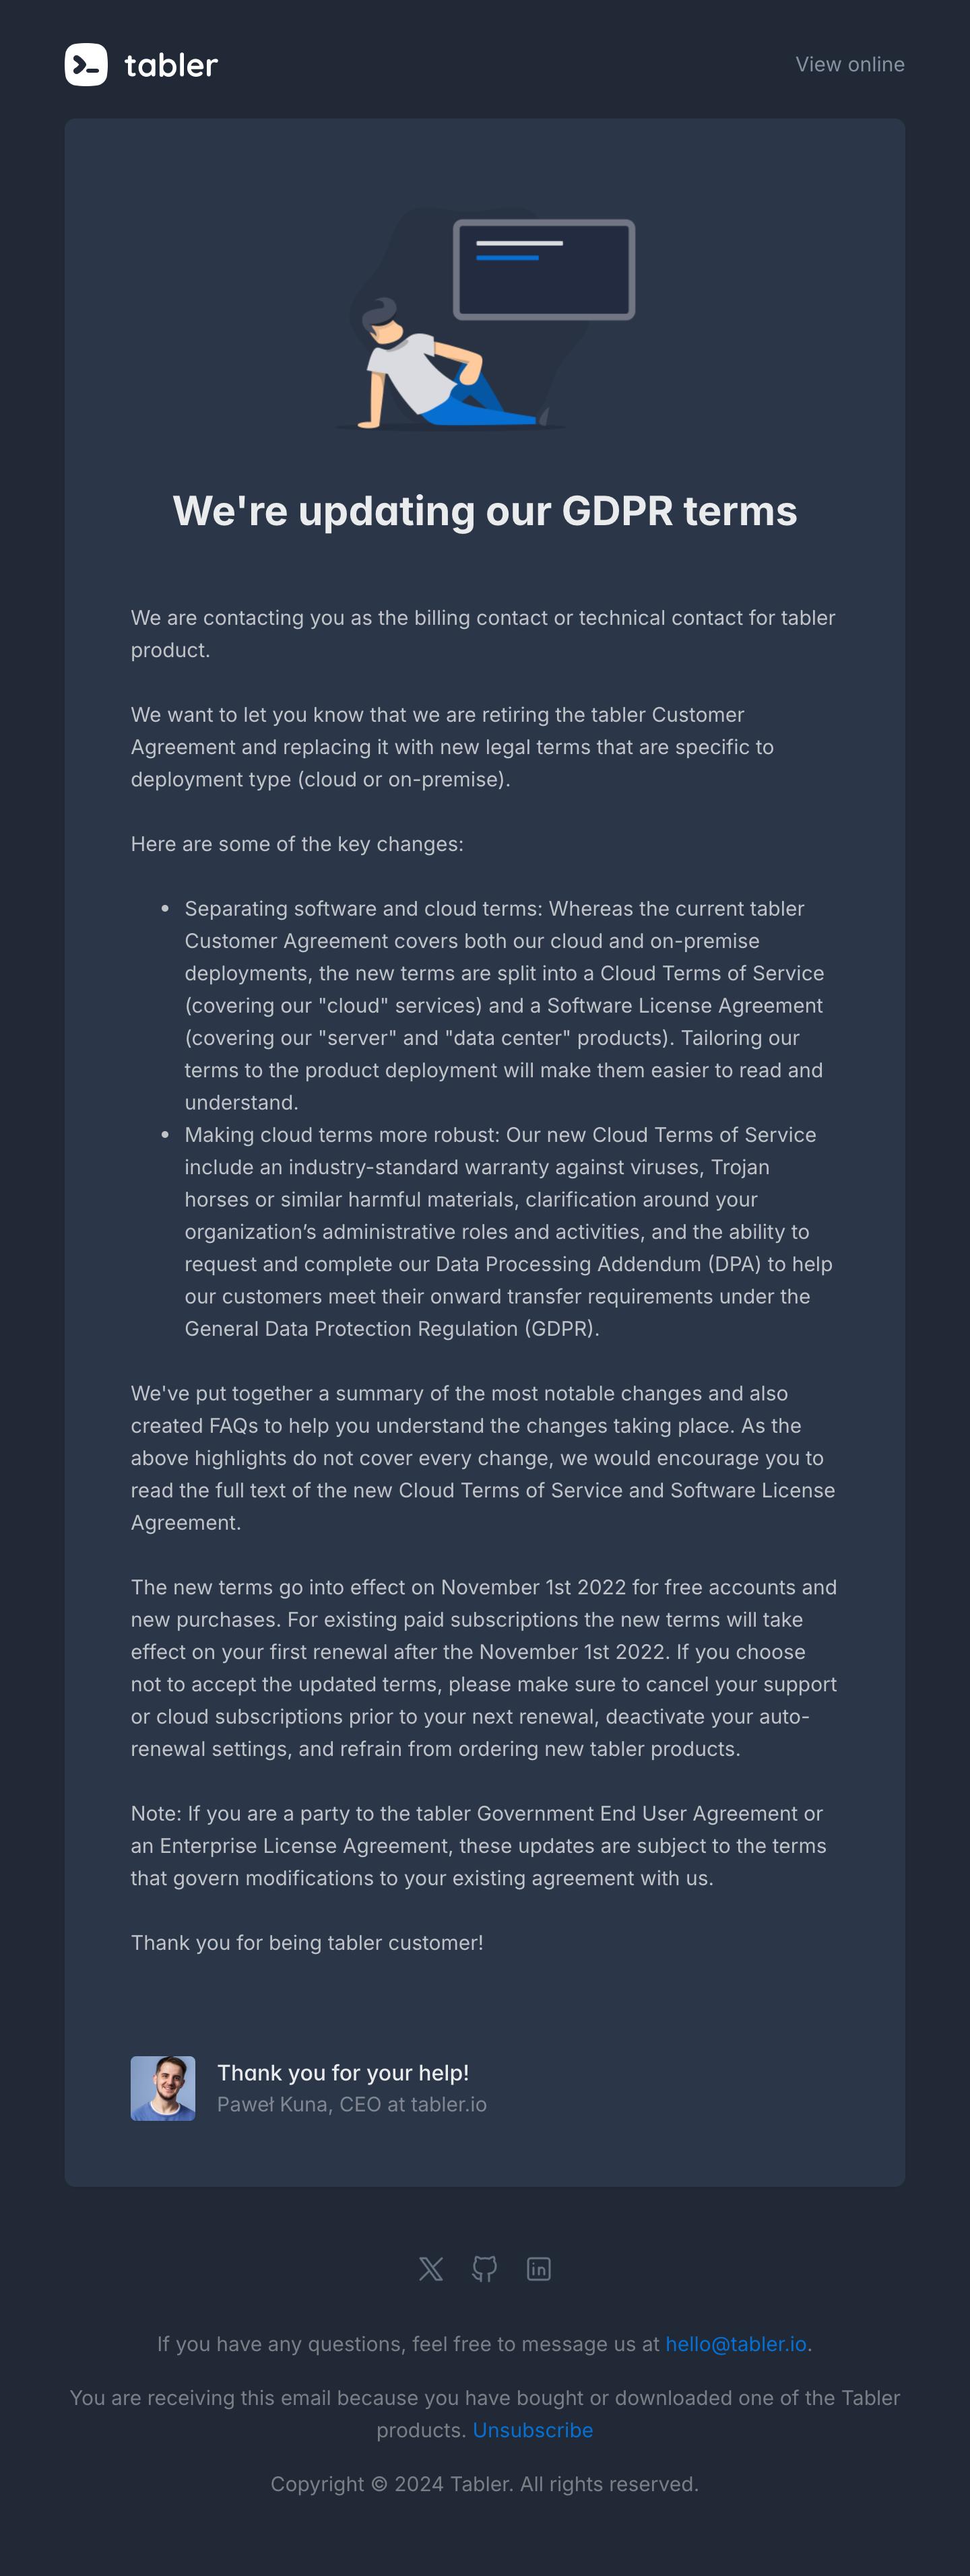 tabler
View online
We're updating our GDPR terms
We are contacting you as the billing contact or technical contact for tabler
product.
We want to let you know that we are retiring the tabler Customer
Agreement and replacing it with new legal terms that are specific to
deployment type (cloud or on-premise).
Here are some of the key changes:
• Separating software and cloud terms: Whereas the current tabler
Customer Agreement covers both our cloud and on-premise
deployments, the new terms are split into a Cloud Terms of Service
(covering our "cloud" services) and a Software License Agreement
(covering our "server" and "data center" products). Tailoring our
terms to the product deployment will make them easier to read and
understand.
• Making cloud terms more robust: Our new Cloud Terms of Service
include an industry-standard warranty against viruses, Trojan
horses or similar harmful materials, clarification around your
organization’s administrative roles and activities, and the ability to
request and complete our Data Processing Addendum (DPA) to help
our customers meet their onward transfer requirements under the
General Data Protection Regulation (GDPR).
We've put together a summary of the most notable changes and also
created FAQs to help you understand the changes taking place. As the
above highlights do not cover every change, we would encourage you to
read the full text of the new Cloud Terms of Service and Software License
Agreement.
The new terms go into effect on November 1st 2022 for free accounts and
new purchases. For existing paid subscriptions the new terms will take
effect on your first renewal after the November 1st 2022. If you choose
not to accept the updated terms, please make sure to cancel your support
or cloud subscriptions prior to your next renewal, deactivate your auto-
renewal settings, and refrain from ordering new tabler products.
Note: If you are a party to the tabler Government End User Agreement or
an Enterprise License Agreement, these updates are subject to the terms
that govern modifications to your existing agreement with us.
Thank you for being tabler customer!
Thank you for your help!
Paweł Kuna, CEO at tabler.io
If you have any questions, feel free to message us at hello@tabler.io.
You are receiving this email because you have bought or downloaded one of the Tabler
products. Unsubscribe
Copyright © 2024 Tabler. All rights reserved.